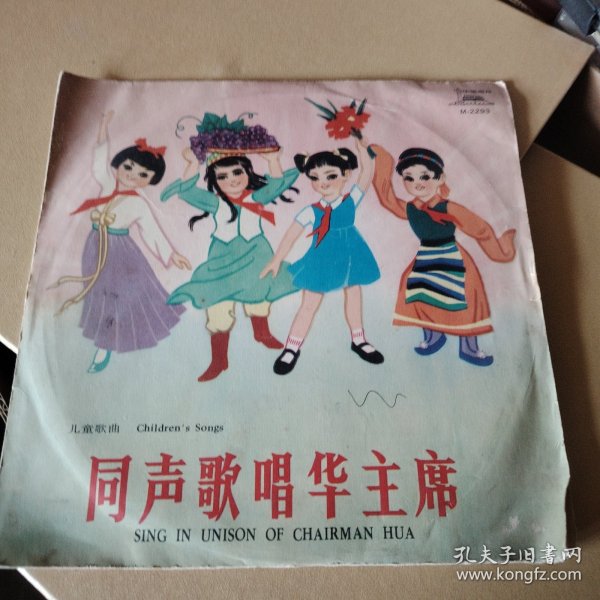 M-2293
儿童歌曲 Children's Songs
同声歌唱华主席
SING IN UNISON OF CHAIRMAN HUA
孔夫子旧书网
www.kongfz.com